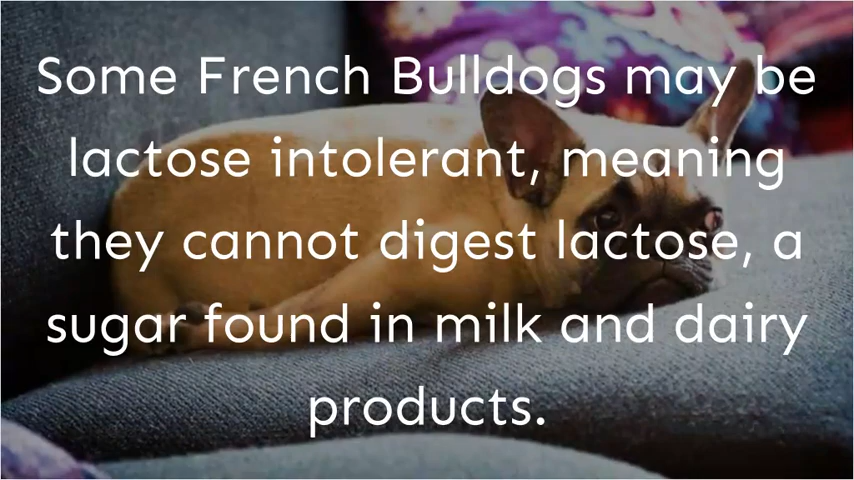 Some French Bulldogs may be
lactose intolerant, meaning
they cannot digest lactose, a
sugar found in milk and dairy
products.